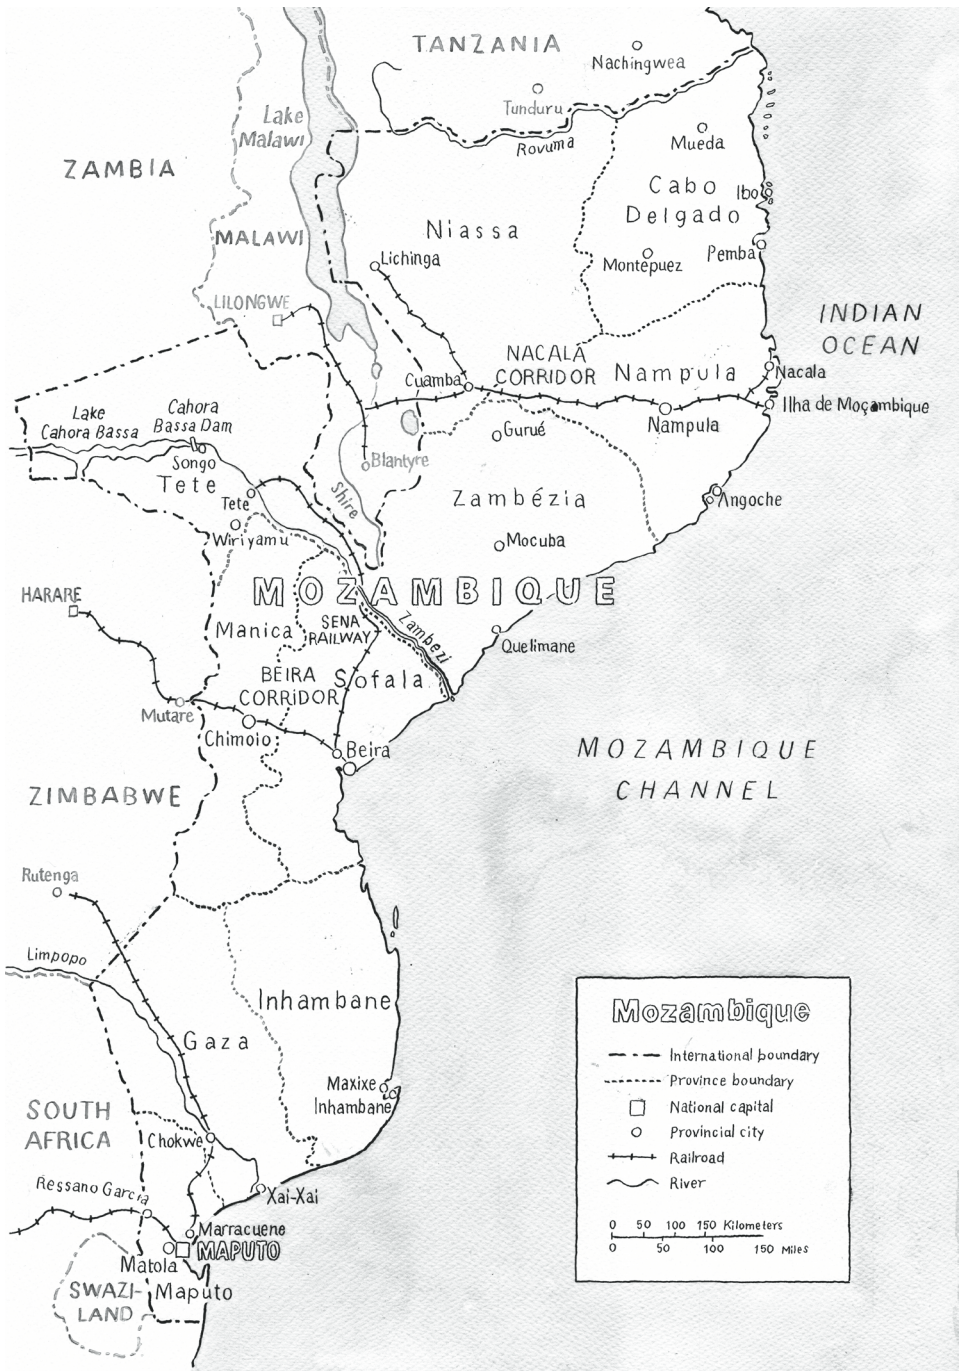 TANZANIA
Nachingwea
Tunduru
Lake
Malawi
Rovuma
Mueda
ZAMBIA
Cabo
Delgado
Ibo
MALAWI
Niassa
Lichinga
Montepuez
Pemba
LILONGWE
INDIAN
OCEAN
NACALA
CORRIDOR
Nampula
Cuamba
Nacala
Lake
Cahora Bassa
Cahora
Bassa Dam
Ilha de Moçambique
Nampula
Gurué
Songo
Blantyre
Tete
Tete
Shire
Zambézia
Angoche
Wiriyamu
Mocuba
MOZAMBIQUE
HARARE
Manica
SENA
RAILWAY
Zambezi
Quelimane
BEIRA
CORRIDOR
Sofala
Mutare
Chimoio
Beira
MOZAMBIQUE
CHANNEL
ZIMBABWE
Rutenga
Limpopo
Inhambane
Gaza
Maxixe
Inhambane
SOUTH
AFRICA
Chokwe
Ressano Garcia
Xai-Xai
Marracuene
MAPUTO
Matola
SWAZI-
LAND
Maputo
Mozambique
International boundary
Province boundary
National capital
Provincial city
Railroad
River
0 50 100 150 Kilometers
0 50 100 150 Miles